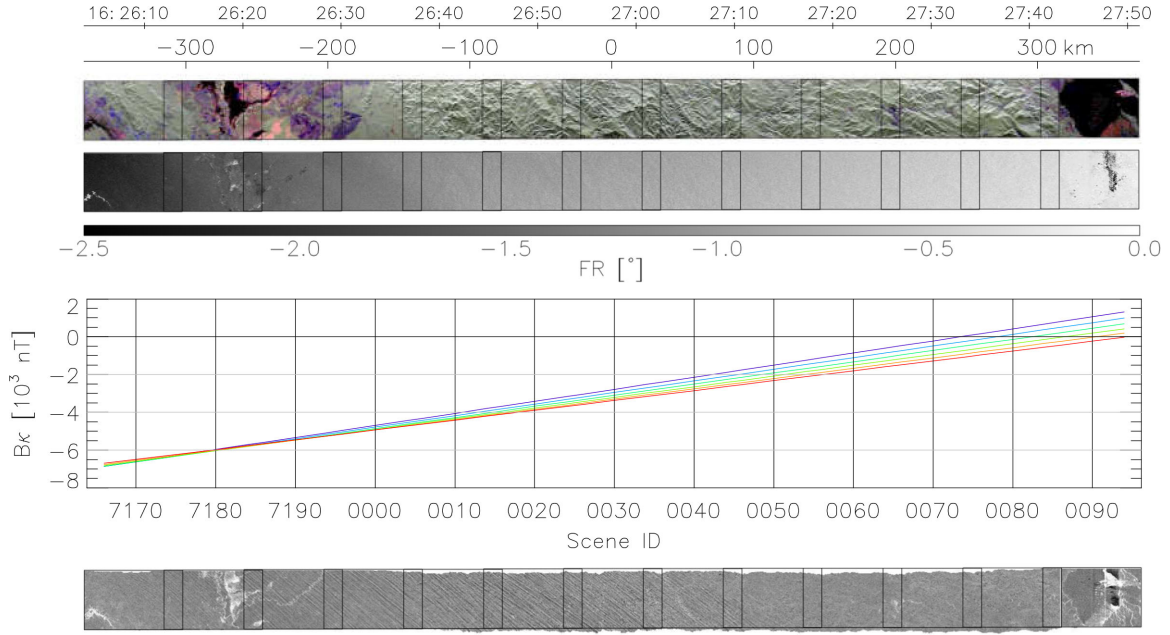 16: 26:10 26:20 26:30 26:40 26:50 27:00 27:10 27:20 27:30 27:40 27:50
−300 −200 −100 0 100 200 300 km
−2.5 −2.0 −1.5 −1.0 −0.5 0.0
FR [°]
2
0
−2
−4
−6
−8
Bκ [10³ nT]
7170 7180 7190 0000 0010 0020 0030 0040 0050 0060 0070 0080 0090
Scene ID